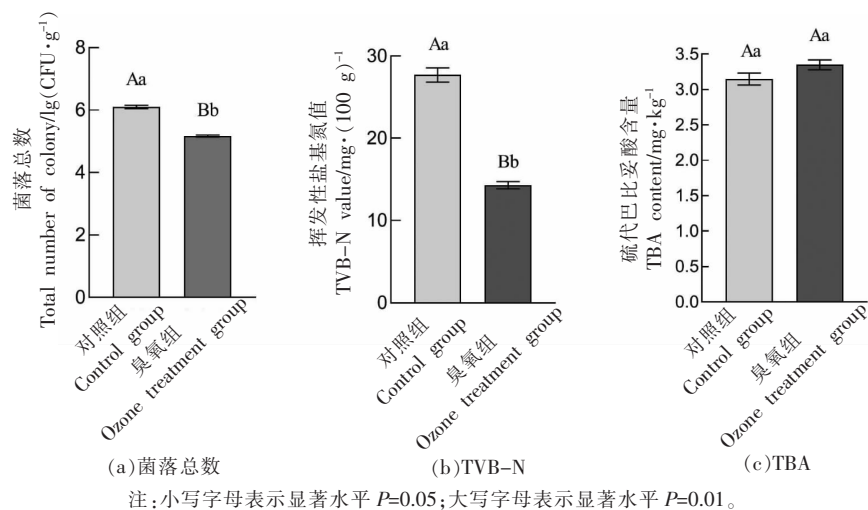 菌落总数
Total number of colony/lg(CFU·g⁻¹)
8
6
4
2
0
Aa
Bb
对照组
Control group
臭氧组
Ozone treatment group
(a)菌落总数
挥发性盐基氮值
TVB-N value/mg·(100 g)⁻¹
30
20
10
0
Aa
Bb
对照组
Control group
臭氧组
Ozone treatment group
(b)TVB-N
硫代巴比妥酸含量
TBA content/mg·kg⁻¹
3.5
3.0
2.5
2.0
1.5
1.0
0.5
0.0
Aa
Aa
对照组
Control group
臭氧组
Ozone treatment group
(c)TBA
注:小写字母表示显著水平 P=0.05;大写字母表示显著水平 P=0.01。